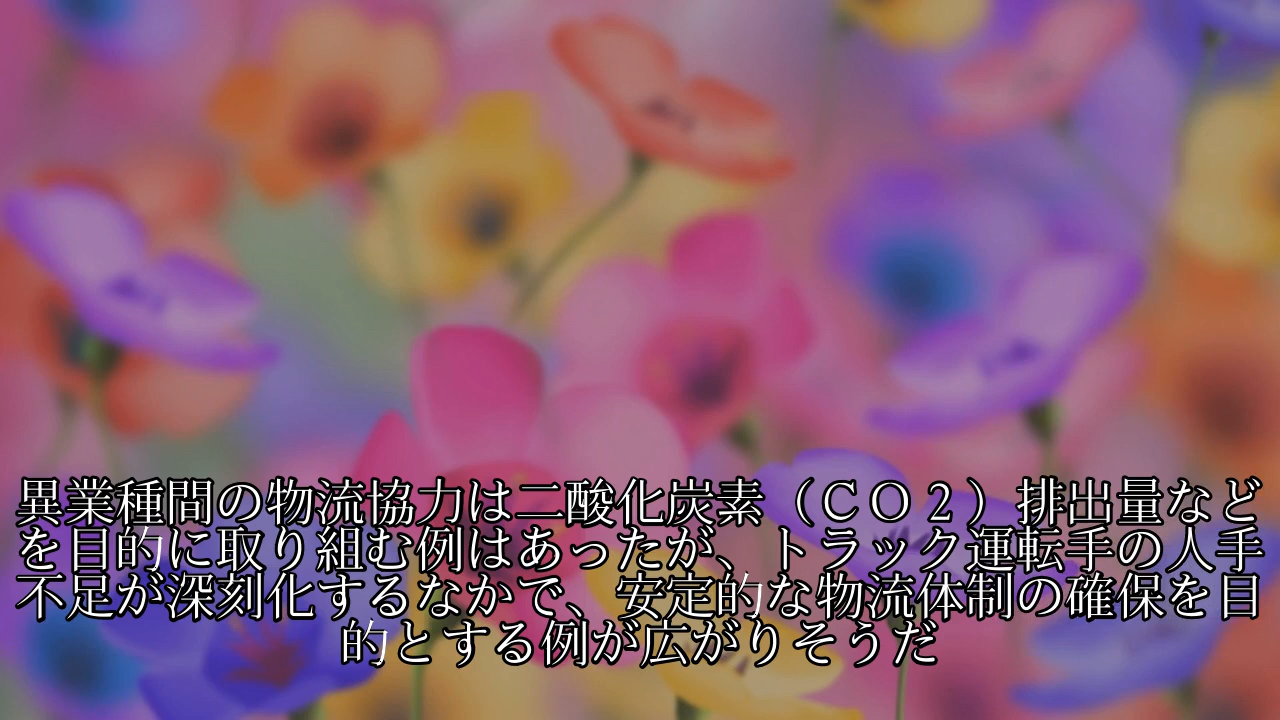 異業種間の物流協力は二酸化炭素（ＣＯ２）排出量など
を目的に取り組む例はあったが、トラック運転手の人手
不足が深刻化するなかで、安定的な物流体制の確保を目
的とする例が広がりそうだ